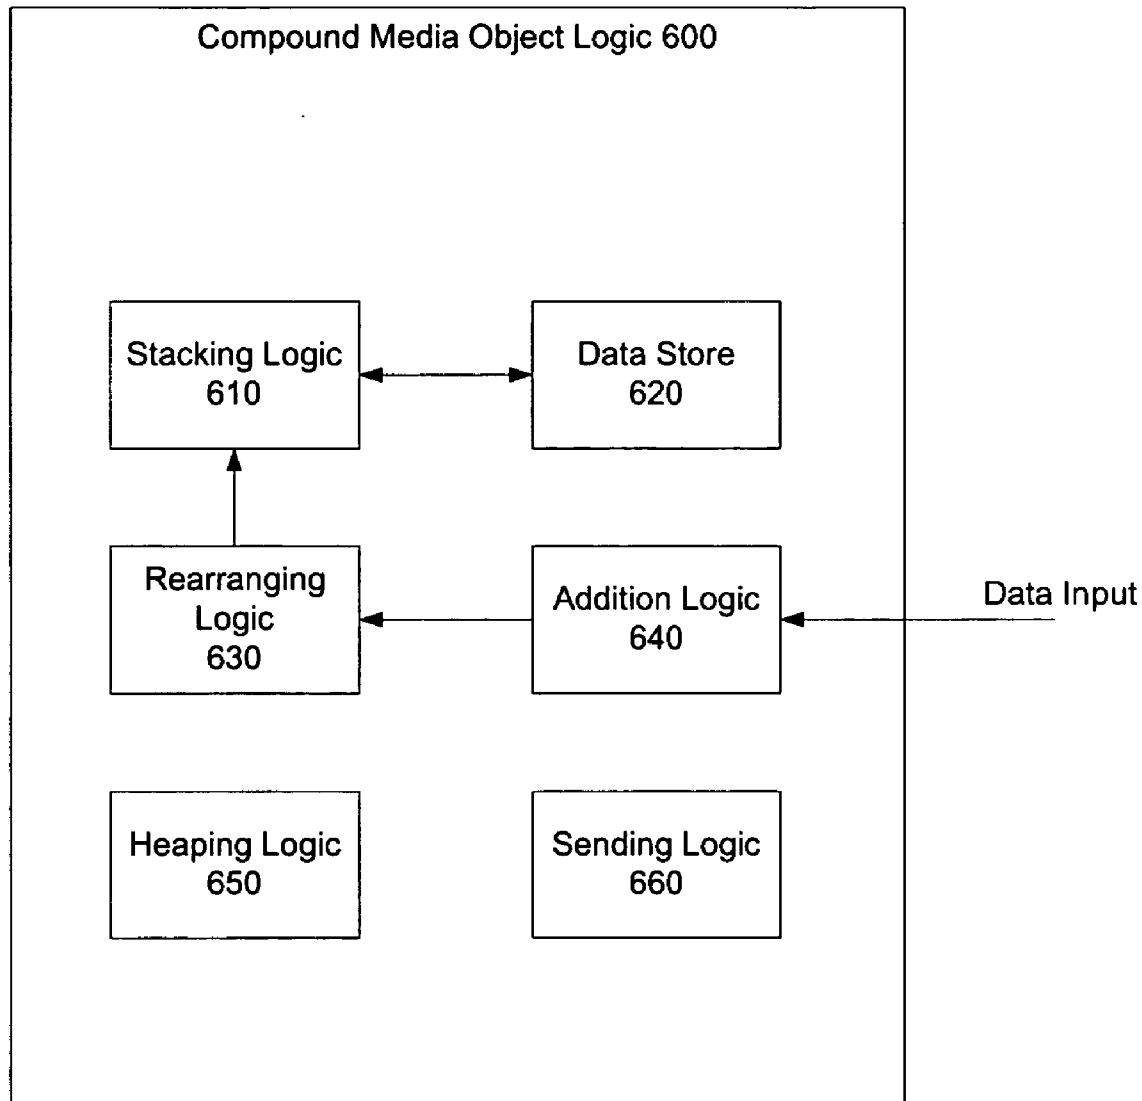 Compound Media Object Logic 600
Stacking Logic
610
Data Store
620
Rearranging
Logic
630
Addition Logic
640
Data Input
Heaping Logic
650
Sending Logic
660